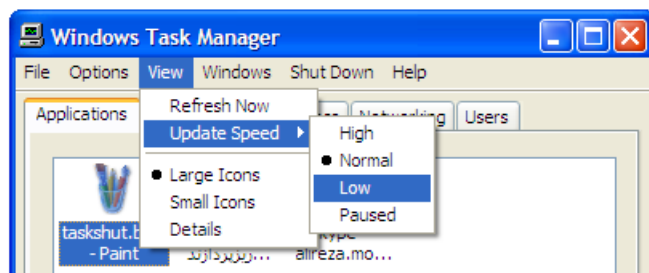 Windows Task Manager
File Options View Windows Shut Down Help
Applications Networking Users
Refresh Now
Update Speed
Large Icons
Small Icons
Details
High
Normal
Low
Paused
taskshut.b
- Paint
alireza.mo...